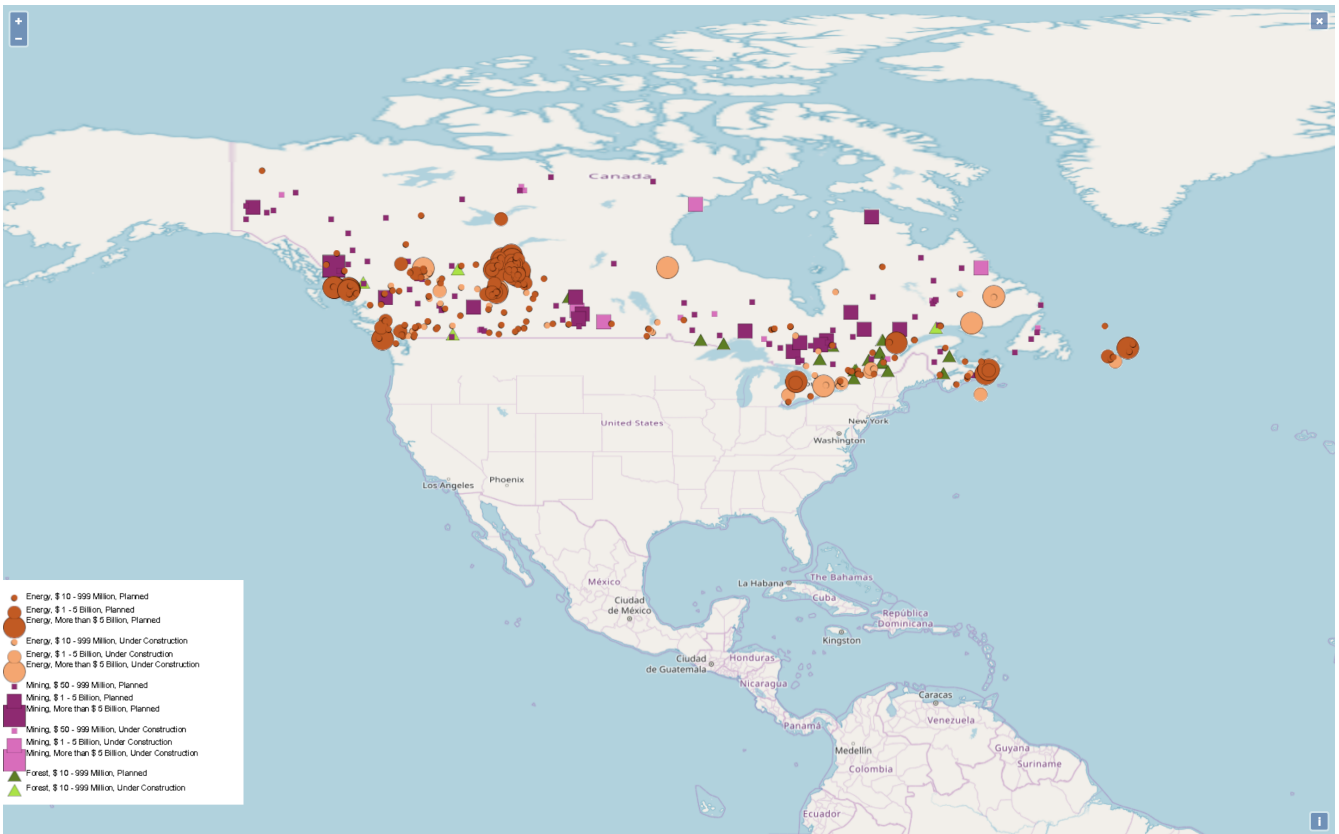 +
×
–
Canada
United States
New York
Washington
Los Angeles
Phoenix
La Habana
The Bahamas
México
Cuba
Ciudad
de México
República
Dominicana
Kingston
Ciudad
de Guatemala
Honduras
Nicaragua
Caracas
Panamá
Venezuela
Medellín
Guyana
Colombia
Suriname
Ecuador
Energy, $ 10 - 999 Million, Planned
Energy, $ 1 - 5 Billion, Planned
Energy, More than $ 5 Billion, Planned
Energy, $ 10 - 999 Million, Under Construction
Energy, $ 1 - 5 Billion, Under Construction
Energy, More than $ 5 Billion, Under Construction
Mining, $ 50 - 999 Million, Planned
Mining, $ 1 - 5 Billion, Planned
Mining, More than $ 5 Billion, Planned
Mining, $ 50 - 999 Million, Under Construction
Mining, $ 1 - 5 Billion, Under Construction
Mining, More than $ 5 Billion, Under Construction
Forest, $ 10 - 999 Million, Planned
Forest, $ 10 - 999 Million, Under Construction
i